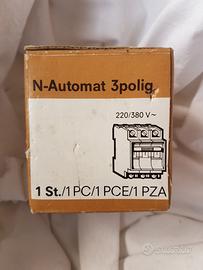 N-Automat 3polig
220/380 V~
1 St./1 PC/1 PCE/1 PZA